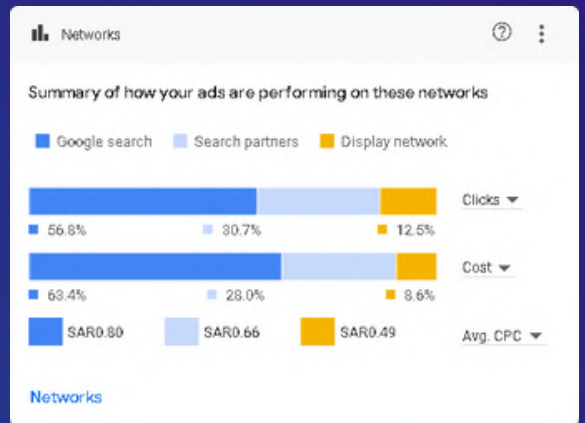 Networks
Summary of how your ads are performing on these networks
Google search Search partners Display network
Clicks
56.8% 30.7% 12.5%
Cost
63.4% 28.0% 8.6%
SAR0.80 SAR0.66 SAR0.49 Avg. CPC
Networks